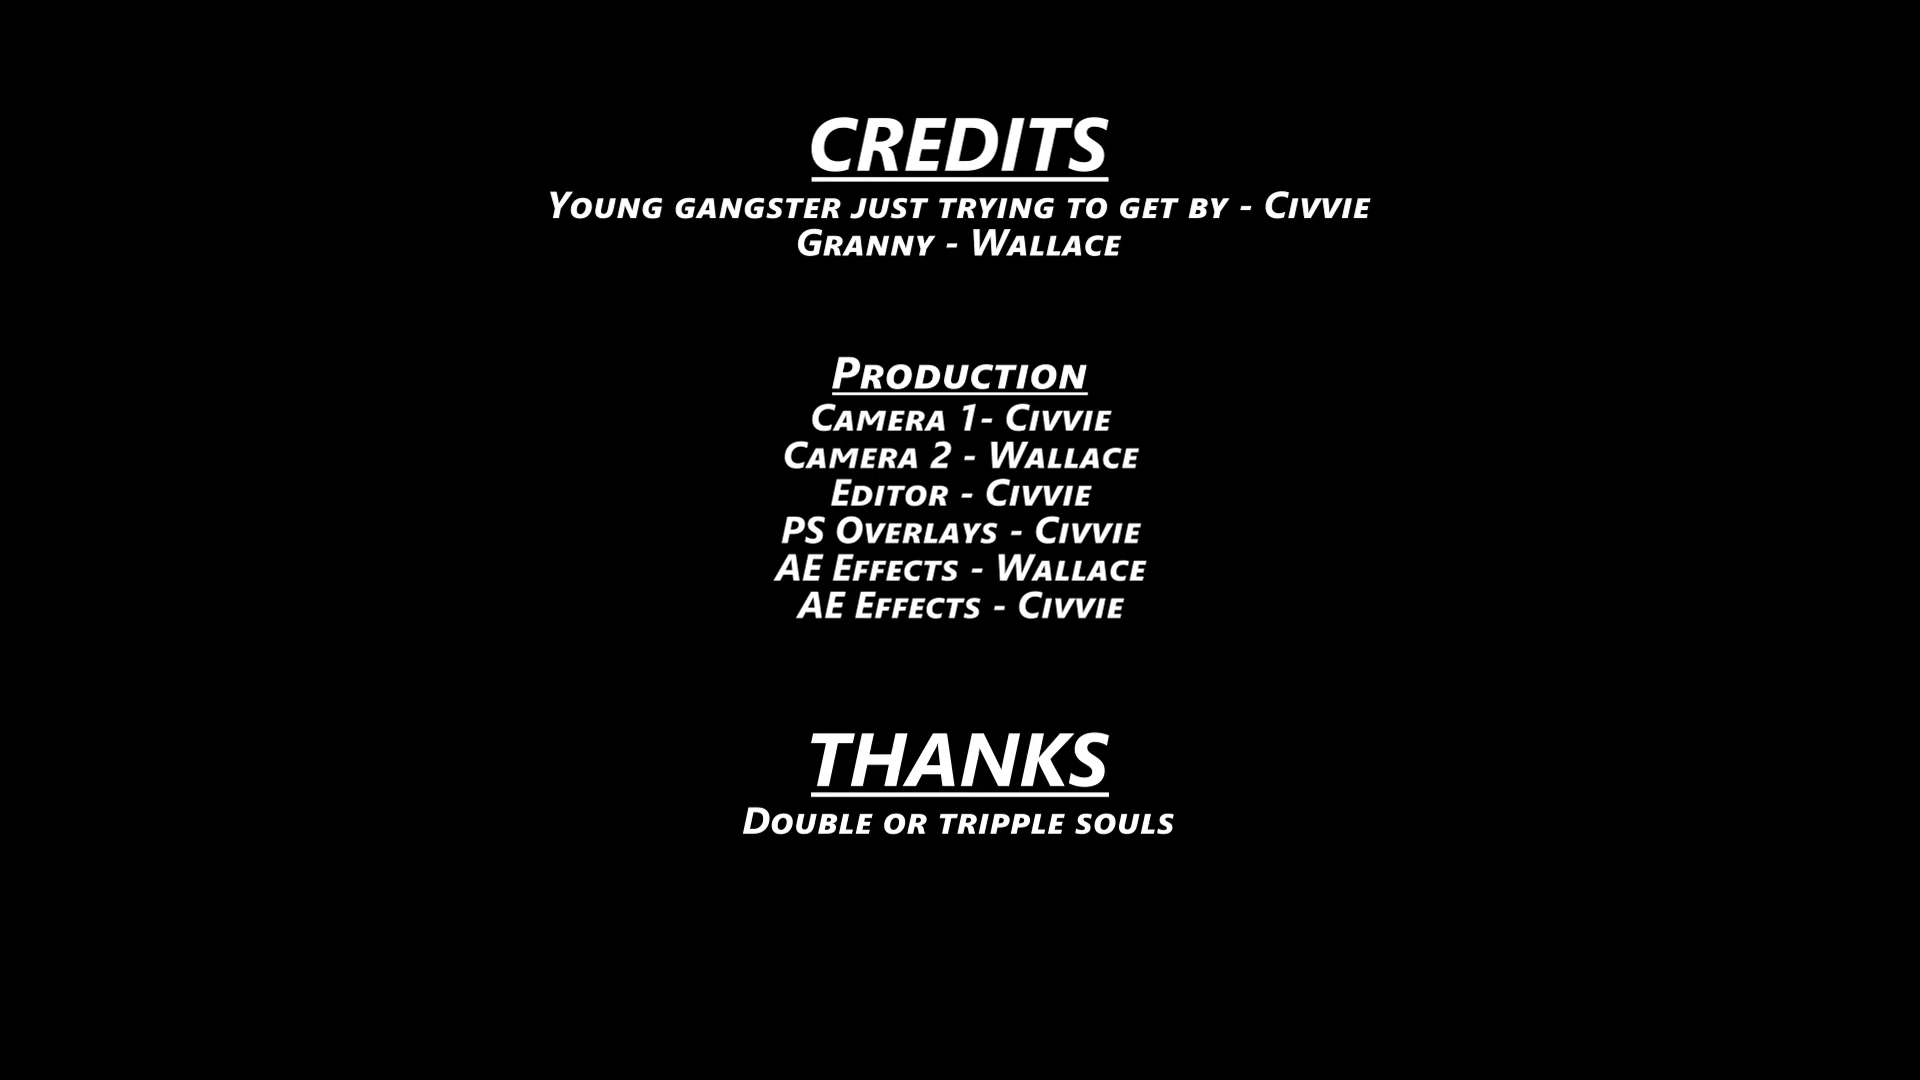 CREDITS
Young gangster just trying to get by - Civvie
Granny - Wallace
Production
Camera 1- Civvie
Camera 2 - Wallace
Editor - Civvie
PS Overlays - Civvie
AE Effects - Wallace
AE Effects - Civvie
THANKS
Double or tripple souls